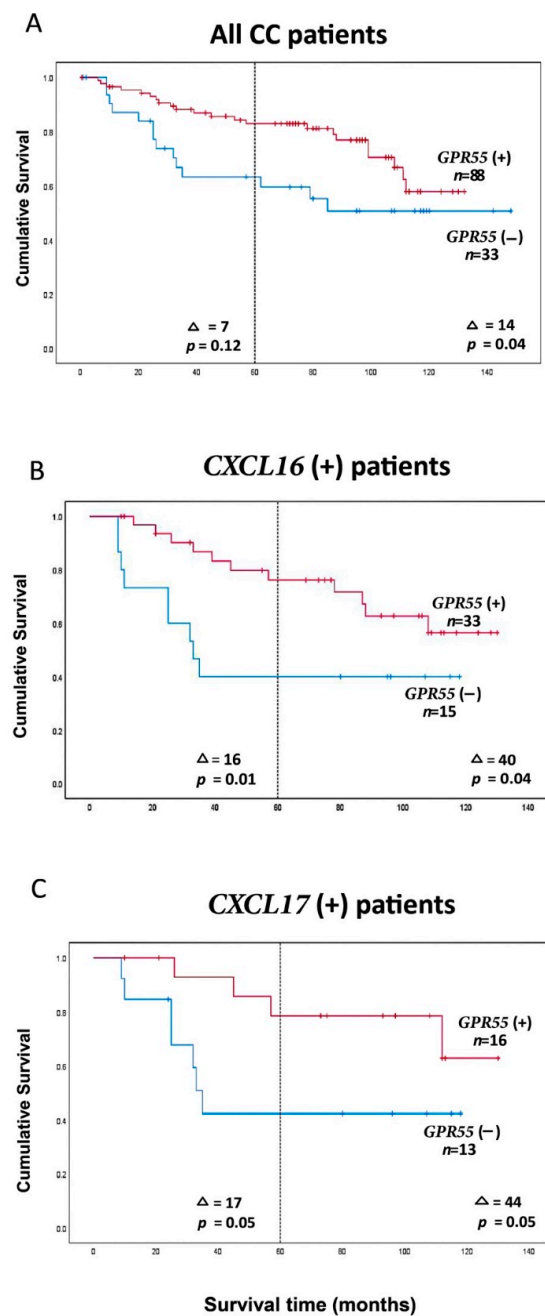 A
All CC patients
Cumulative Survival
1.0
0.8
0.6
0.4
0.2
0.0
GPR55 (+)
n=88
GPR55 (−)
n=33
△ = 7
p = 0.12
△ = 14
p = 0.04
0 20 40 60 80 100 120 140
B
CXCL16 (+) patients
Cumulative Survival
1.0
0.8
0.6
0.4
0.2
0.0
GPR55 (+)
n=33
GPR55 (−)
n=15
△ = 16
p = 0.01
△ = 40
p = 0.04
0 20 40 60 80 100 120 140
C
CXCL17 (+) patients
Cumulative Survival
1.0
0.8
0.6
0.4
0.2
0.0
GPR55 (+)
n=16
GPR55 (−)
n=13
△ = 17
p = 0.05
△ = 44
p = 0.05
0 20 40 60 80 100 120 140
Survival time (months)